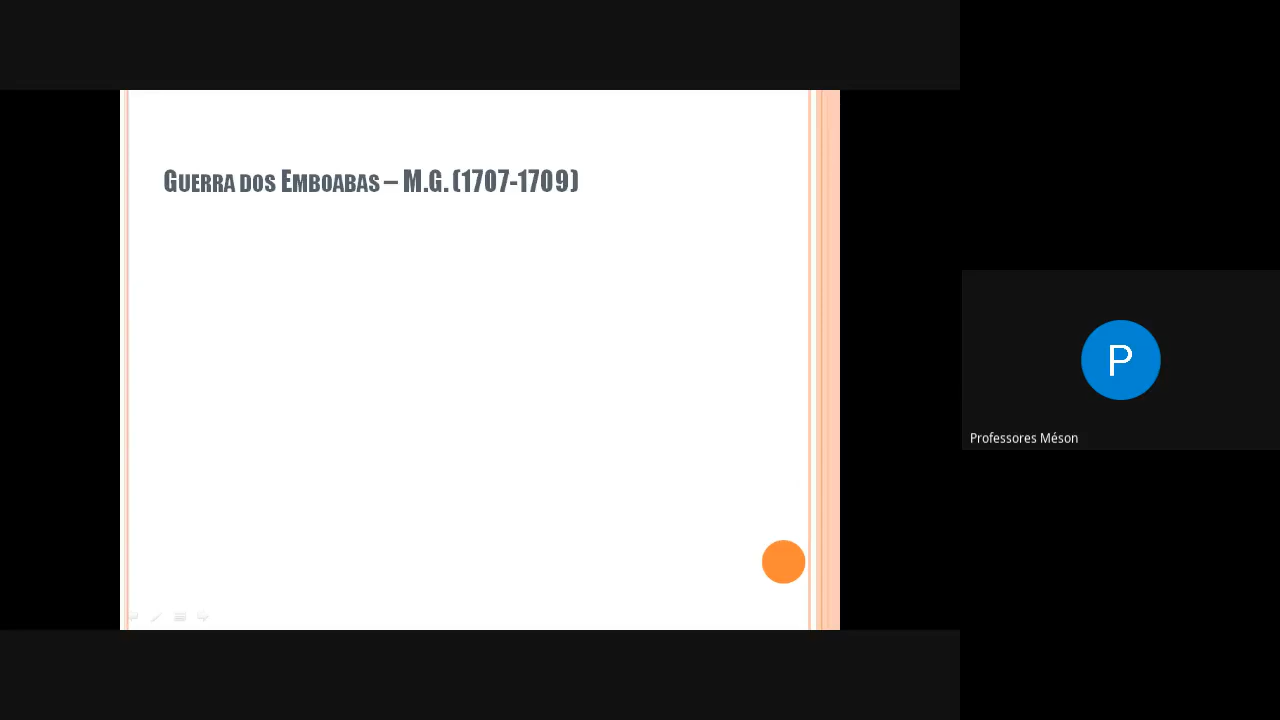 GUERRA DOS EMBOABAS – M.G. (1707-1709)
P
Professores Méson